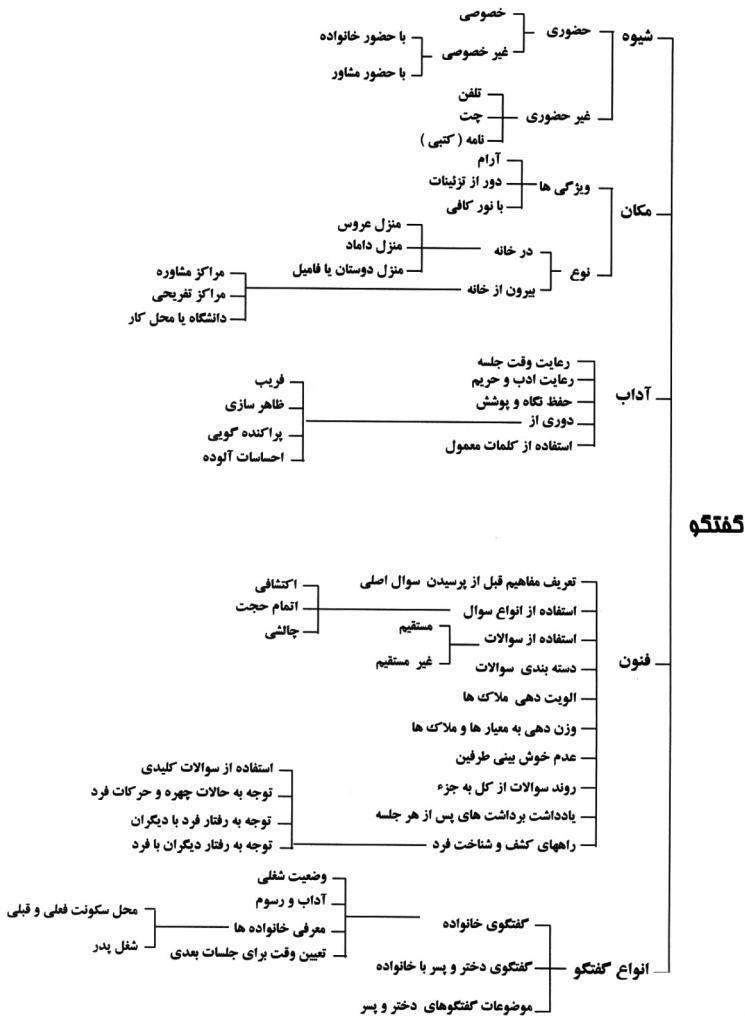 گفتگو
شیوه
حضوری
خصوصی
غیر خصوصی
با حضور خانواده
با حضور مشاور
غیر حضوری
تلفن
چت
نامه ( کتبی )
مکان
ویژگی ها
آرام
دور از تزئینات
با نور کافی
نوع
در خانه
منزل عروس
منزل داماد
منزل دوستان یا فامیل
بیرون از خانه
مراکز مشاوره
مراکز تفریحی
دانشگاه یا محل کار
آداب
رعایت وقت جلسه
رعایت ادب و حریم
حفظ نگاه و پوشش
دوری از
فریب
ظاهر سازی
پراکنده گویی
احساسات آلوده
استفاده از کلمات معمول
فنون
تعریف مفاهیم قبل از پرسیدن سوال اصلی
استفاده از انواع سوال
اکتشافی
اتمام حجت
چالشی
استفاده از سوالات
مستقیم
غیر مستقیم
دسته بندی سوالات
الویت دهی ملاک ها
وزن دهی به معیار ها و ملاک ها
عدم خوش بینی طرفین
روند سوالات از کل به جزء
یادداشت برداشت های پس از هر جلسه
راههای کشف و شناخت فرد
استفاده از سوالات کلیدی
توجه به حالات چهره و حرکات فرد
توجه به رفتار فرد با دیگران
توجه به رفتار دیگران با فرد
انواع گفتگو
گفتگوی خانواده
وضعیت شغلی
آداب و رسوم
معرفی خانواده ها
محل سکونت فعلی و قبلی
شغل پدر
تعیین وقت برای جلسات بعدی
گفتگوی دختر و پسر با خانواده
موضوعات گفتگوهای دختر و پسر